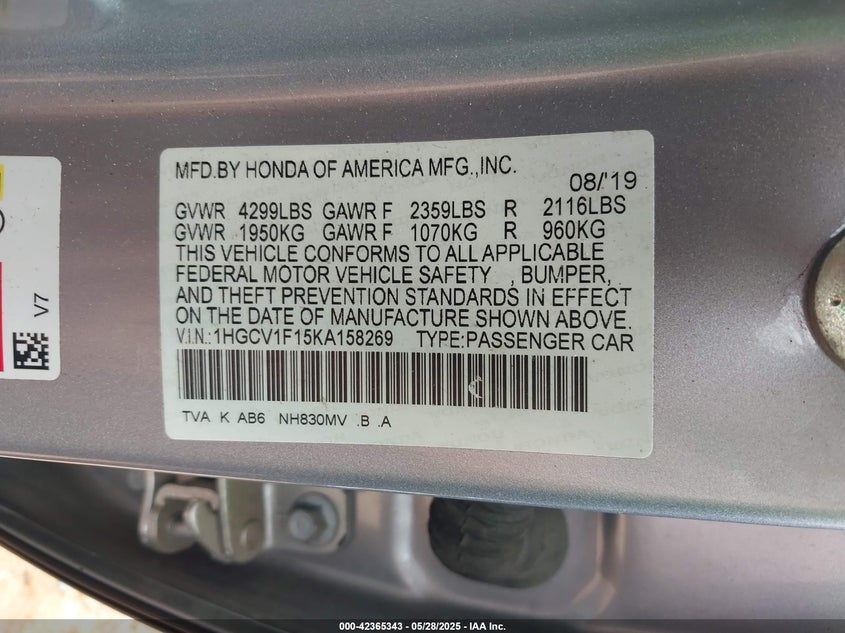 MFD.BY HONDA OF AMERICA MFG.,INC.
08/'19
GVWR 4299LBS GAWR F 2359LBS R 2116LBS
GVWR 1950KG GAWR F 1070KG R 960KG
THIS VEHICLE CONFORMS TO ALL APPLICABLE
FEDERAL MOTOR VEHICLE SAFETY , BUMPER,
AND THEFT PREVENTION STANDARDS IN EFFECT
ON THE DATE OF MANUFACTURE SHOWN ABOVE.
V.I.N.:1HGCV1F15KA158269 TYPE:PASSENGER CAR
TVA K AB6 NH830MV .B .A
V7
000-42365343 | 05/28/2025 - IAA Inc.